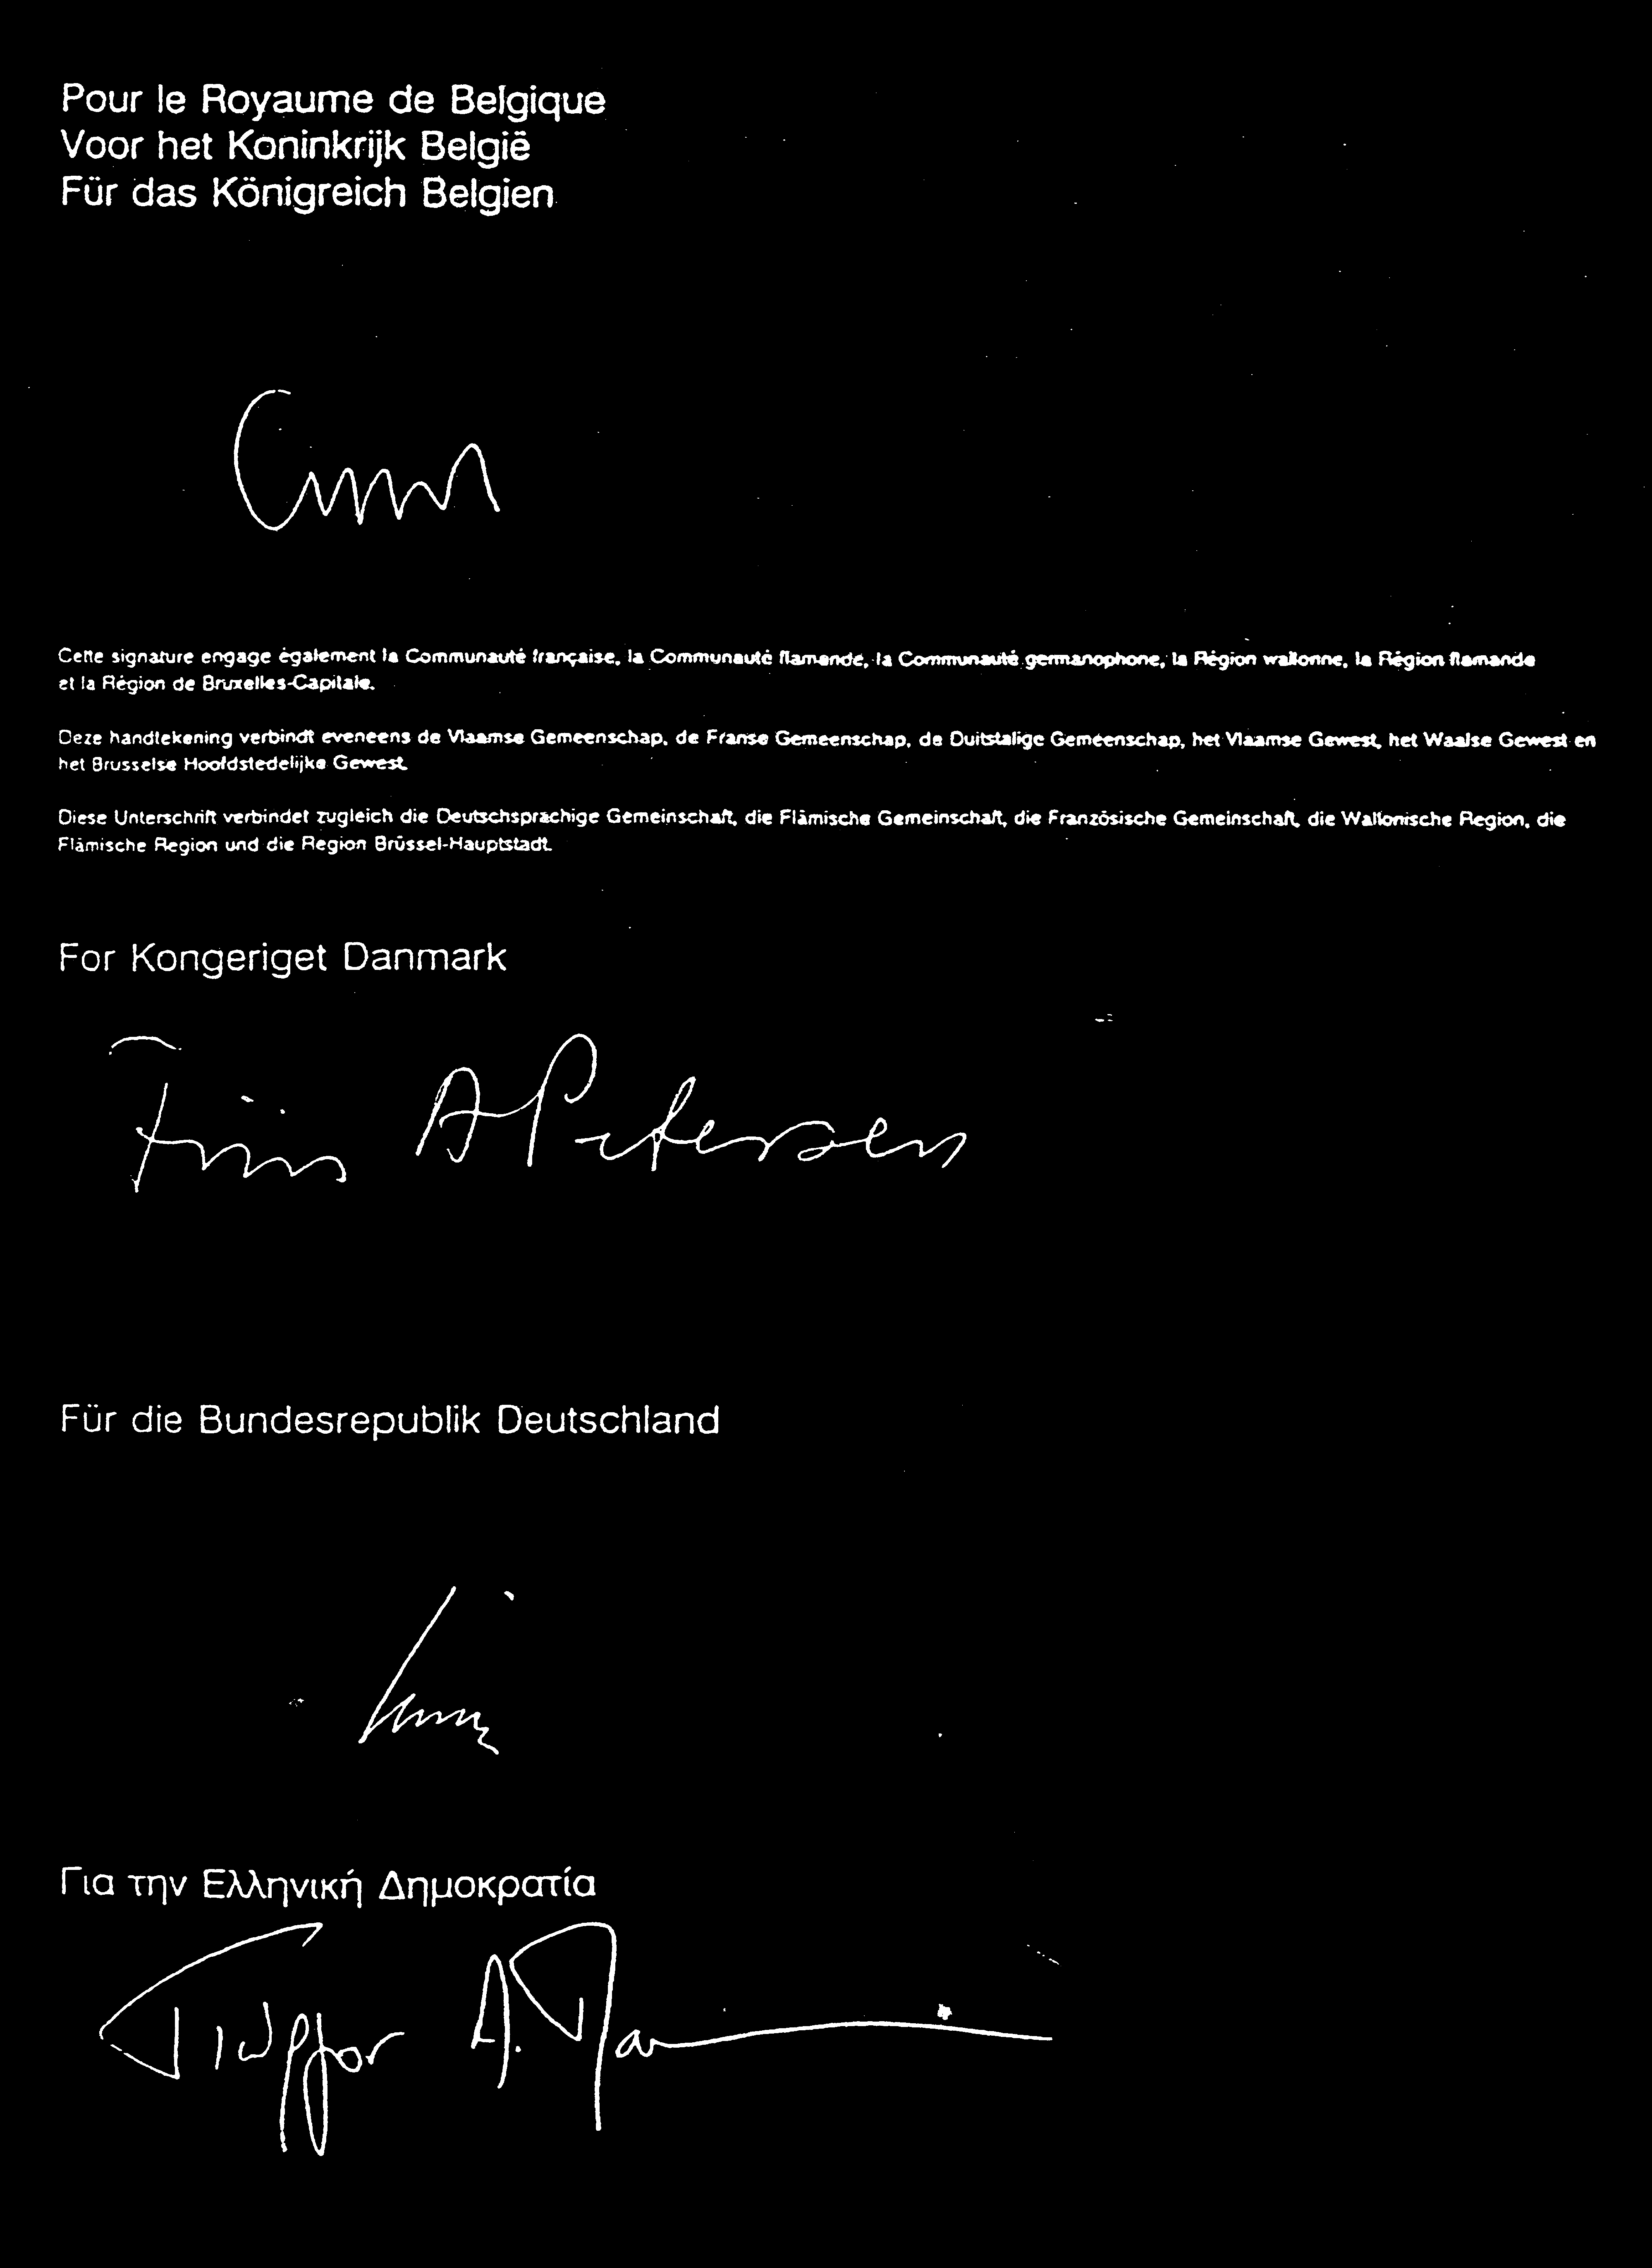 Pour le Royaume de Belgique
Voor het Koninkrijk België
Für das Königreich Belgien
Cette signature engage également la Communauté française, la Communauté flamande, la Communauté germanophone, la Région wallonne, la Région flamande
et la Région de Bruxelles-Capitale.
Deze handtekening verbindt eveneens de Vlaamse Gemeenschap, de Franse Gemeenschap, de Duitstalige Gemeenschap, het Vlaamse Gewest, het Waalse Gewest en
het Brusselse Hoofdstedelijke Gewest.
Diese Unterschrift verbindet zugleich die Deutschsprachige Gemeinschaft, die Flämische Gemeinschaft, die Französische Gemeinschaft, die Wallonische Region, die
Flämische Region und die Region Brüssel-Hauptstadt.
For Kongeriget Danmark
A Petersen
Für die Bundesrepublik Deutschland
Για την Ελληνική Δημοκρατία
Γιώργος Α.